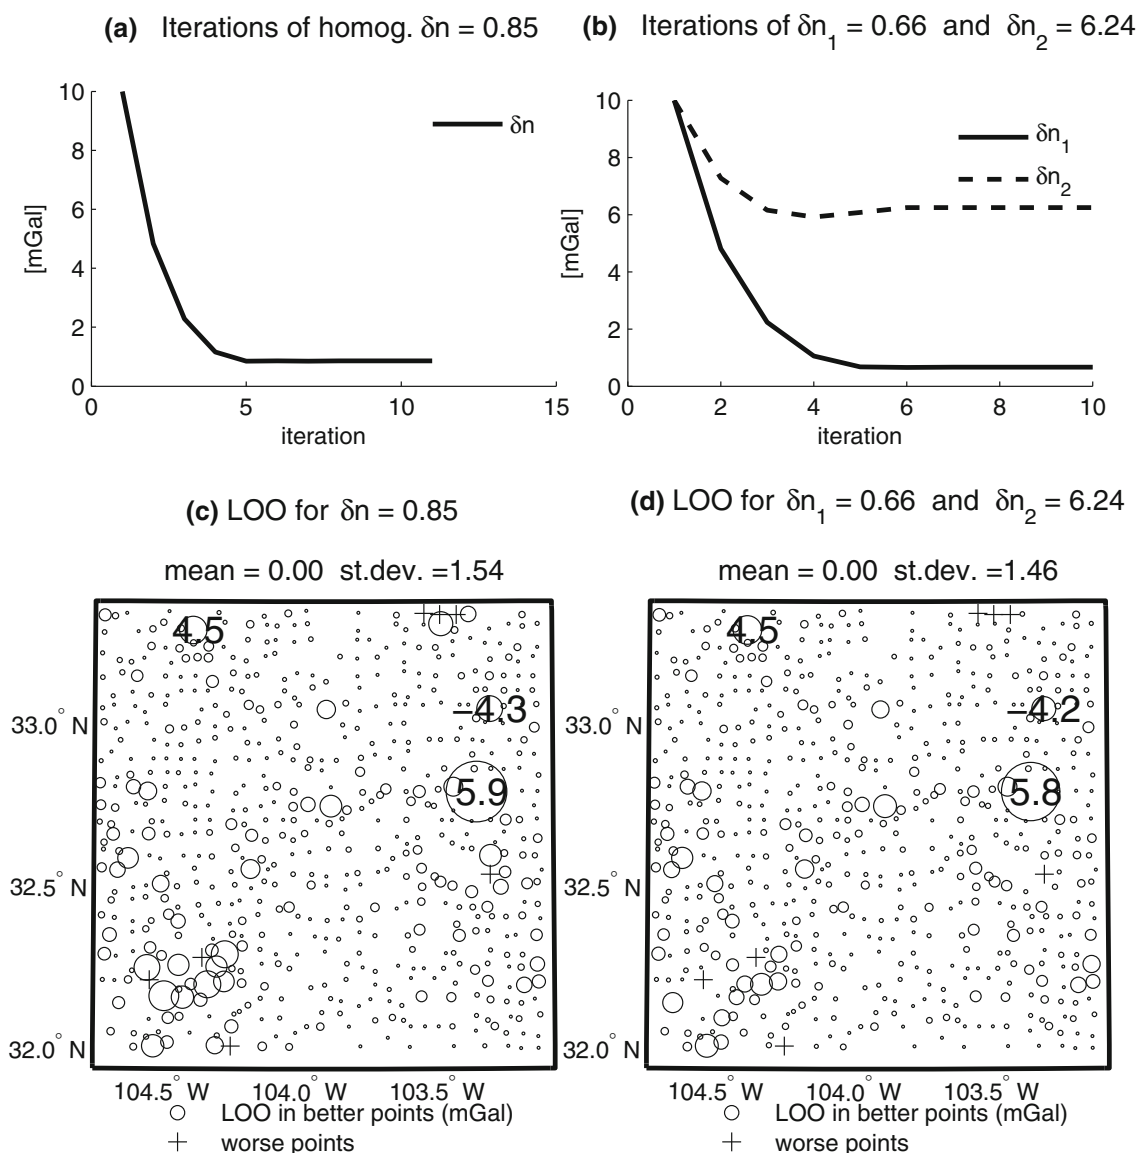 (a) Iterations of homog. δn = 0.85
(b) Iterations of δn₁ = 0.66 and δn₂ = 6.24
10
8
6
4
2
0
[mGal]
δn
0 5 10 15
iteration
10
8
6
4
2
0
[mGal]
δn₁
δn₂
0 2 4 6 8 10
iteration
(c) LOO for δn = 0.85
mean = 0.00 st.dev. =1.54
4.5
−4.3
5.9
33.0° N
32.5° N
32.0° N
104.5° W 104.0° W 103.5° W
LOO in better points (mGal)
worse points
(d) LOO for δn₁ = 0.66 and δn₂ = 6.24
mean = 0.00 st.dev. =1.46
4.5
−4.2
5.8
33.0° N
32.5° N
32.0° N
104.5° W 104.0° W 103.5° W
LOO in better points (mGal)
worse points